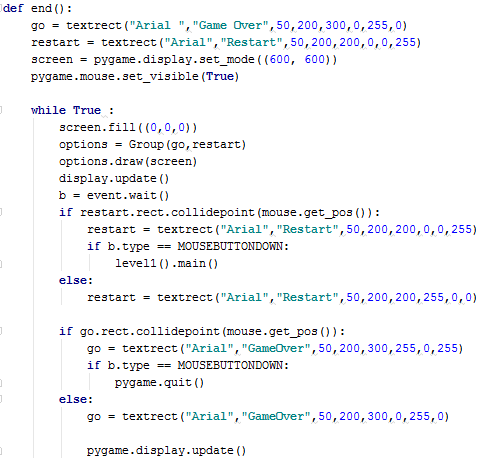 def end():
    go = textrect("Arial ","Game Over",50,200,300,0,255,0)
    restart = textrect("Arial","Restart",50,200,200,0,0,255)
    screen = pygame.display.set_mode((600, 600))
    pygame.mouse.set_visible(True)
    while True :
        screen.fill((0,0,0))
        options = Group(go,restart)
        options.draw(screen)
        display.update()
        b = event.wait()
        if restart.rect.collidepoint(mouse.get_pos()):
            restart = textrect("Arial","Restart",50,200,200,0,0,255)
            if b.type == MOUSEBUTTONDOWN:
                level1().main()
        else:
            restart = textrect("Arial","Restart",50,200,200,255,0,0)
        if go.rect.collidepoint(mouse.get_pos()):
            go = textrect("Arial","GameOver",50,200,300,255,0,255)
            if b.type == MOUSEBUTTONDOWN:
                pygame.quit()
        else:
            go = textrect("Arial","GameOver",50,200,300,0,255,0)
            pygame.display.update()